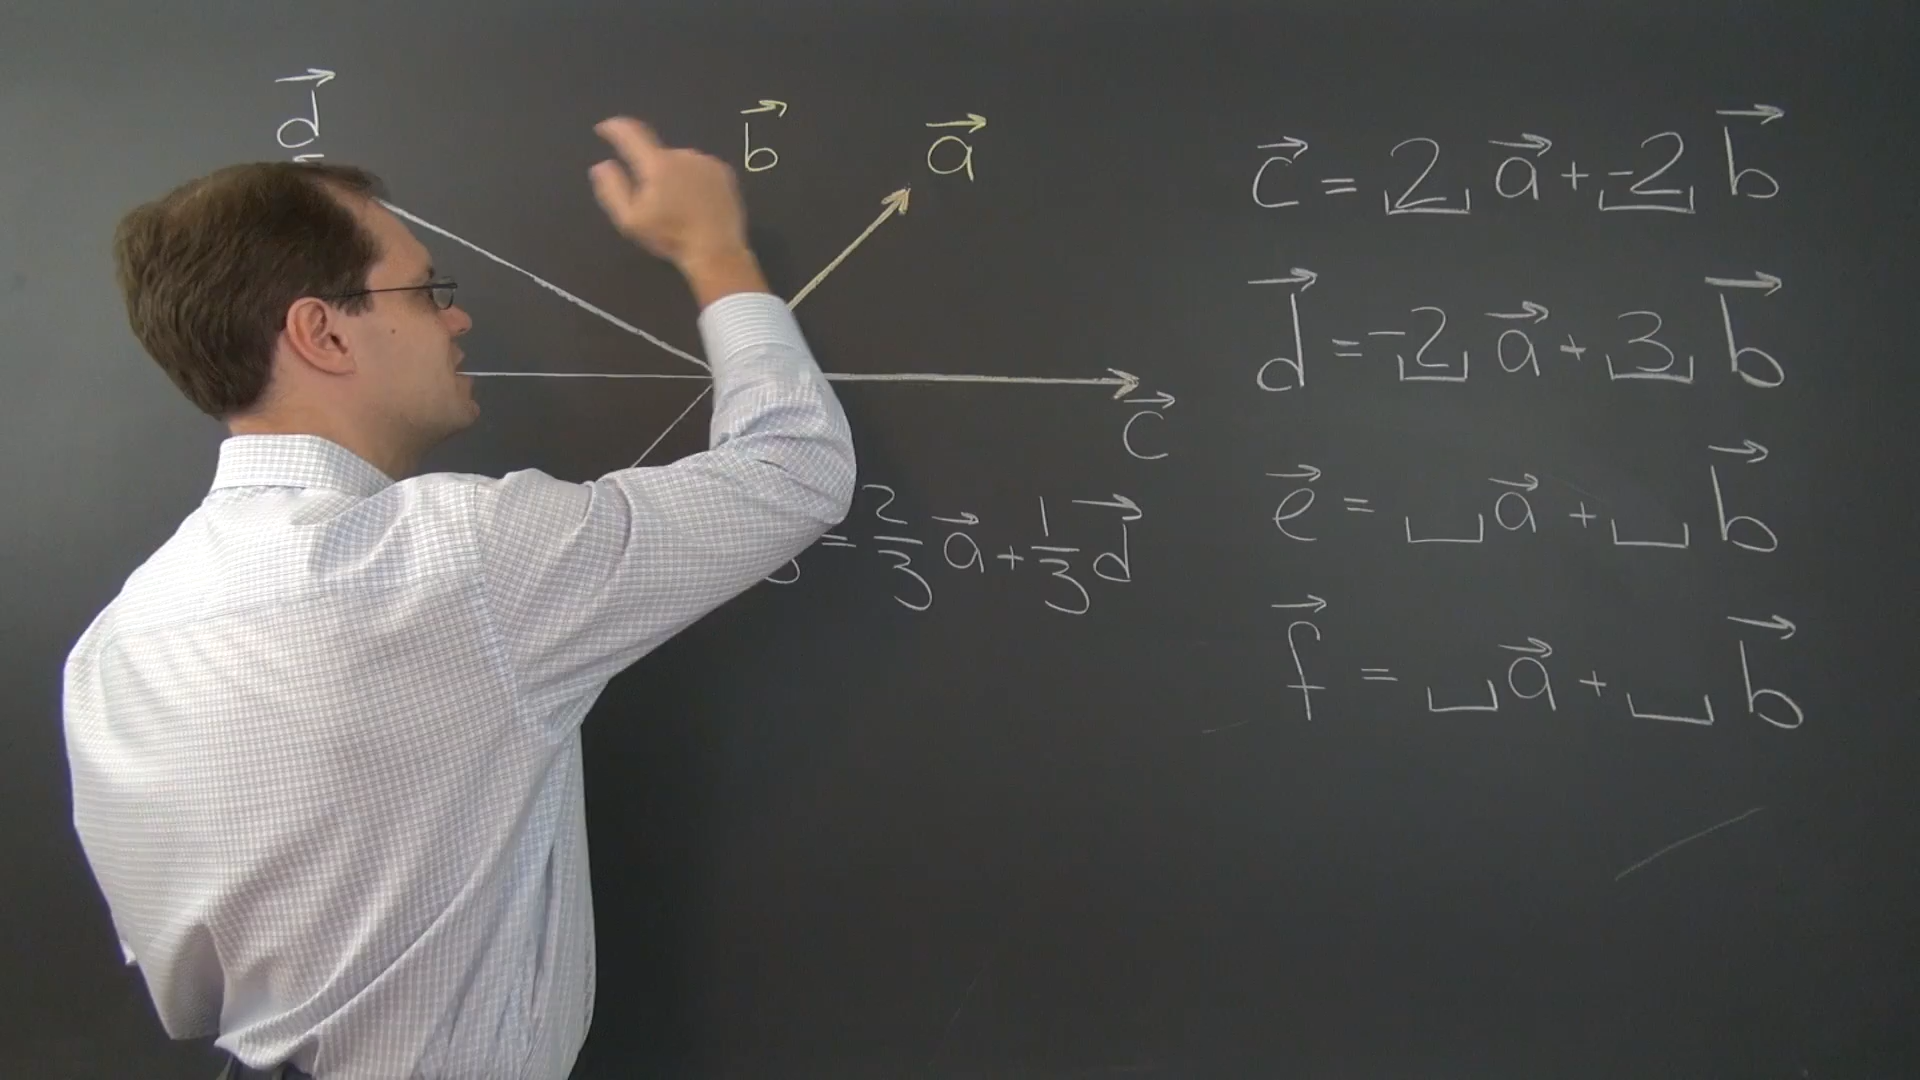 d⃗
b⃗
a⃗
c⃗
= 2/3 a⃗ + 1/3 d⃗
c⃗ = 2 a⃗ + -2 b⃗
d⃗ = -2 a⃗ + 3 b⃗
e⃗ = ⎵ a⃗ + ⎵ b⃗
f⃗ = ⎵ a⃗ + ⎵ b⃗